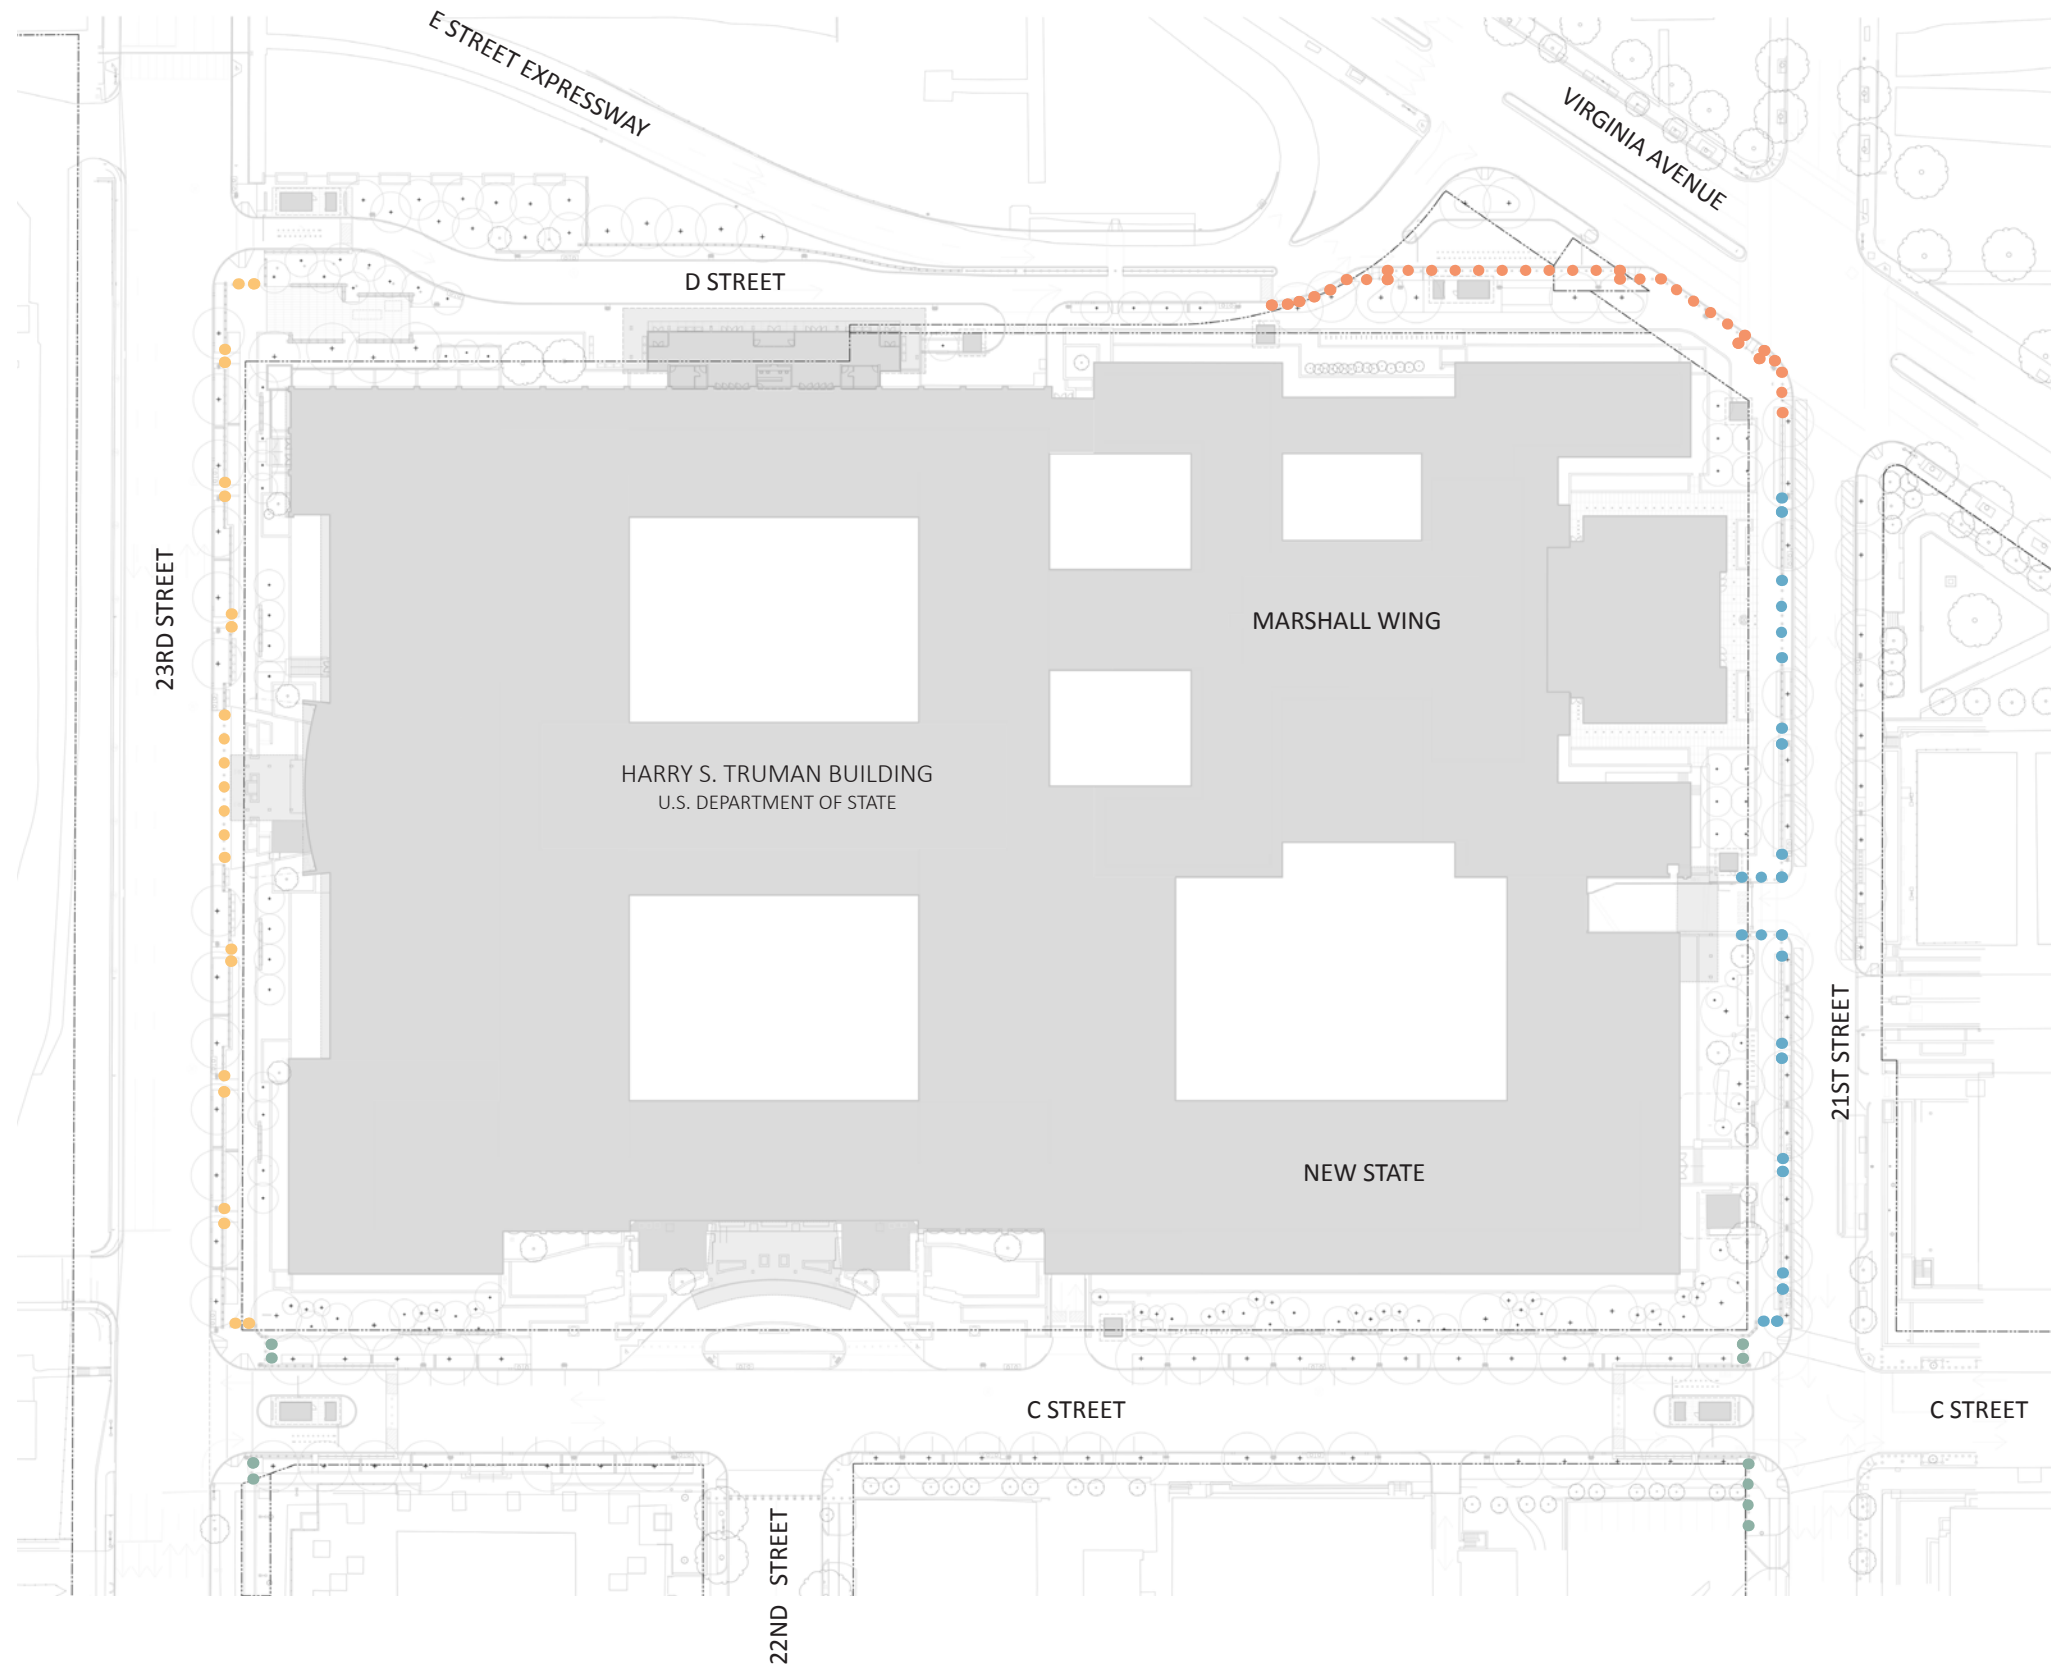 E STREET EXPRESSWAY
VIRGINIA AVENUE
D STREET
23RD STREET
MARSHALL WING
HARRY S. TRUMAN BUILDING
U.S. DEPARTMENT OF STATE
21ST STREET
NEW STATE
C STREET
C STREET
22ND STREET